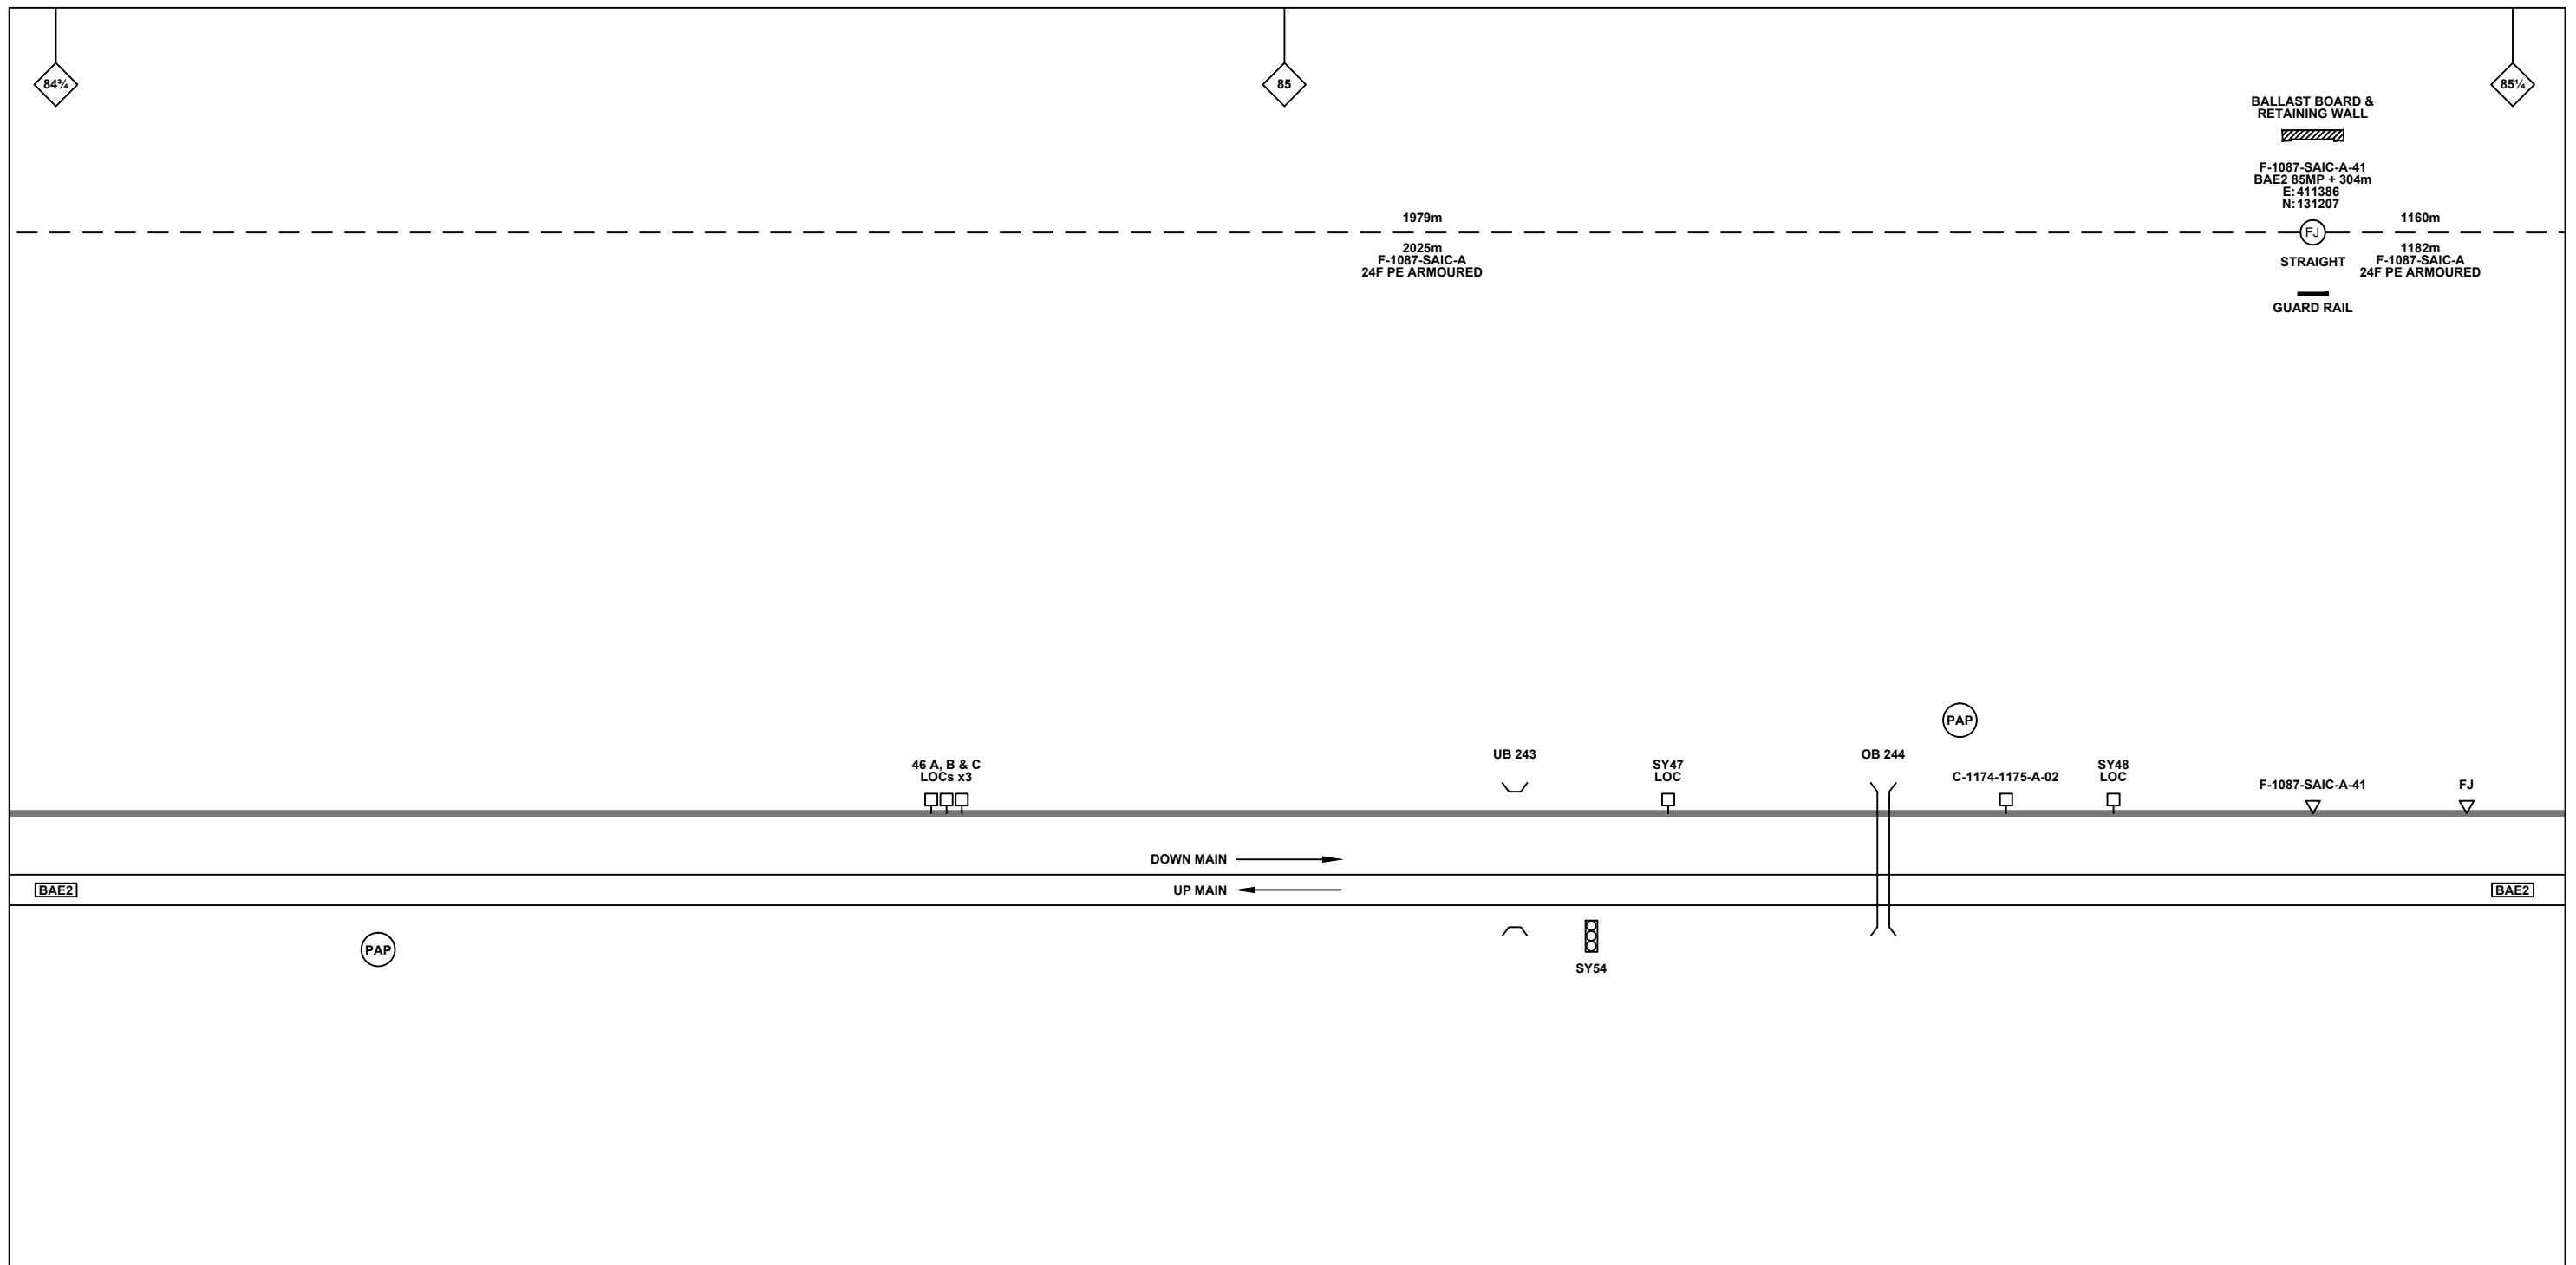 84¾
85
85¼
BALLAST BOARD &
RETAINING WALL
F-1087-SAIC-A-41
BAE2 85MP + 304m
E: 411386
N: 131207
1979m
1160m
FJ
2025m
F-1087-SAIC-A
24F PE ARMOURED
STRAIGHT
1182m
F-1087-SAIC-A
24F PE ARMOURED
GUARD RAIL
PAP
46 A, B & C
LOCs x3
UB 243
SY47
LOC
OB 244
C-1174-1175-A-02
SY48
LOC
F-1087-SAIC-A-41
FJ
DOWN MAIN
BAE2
UP MAIN
BAE2
PAP
SY54